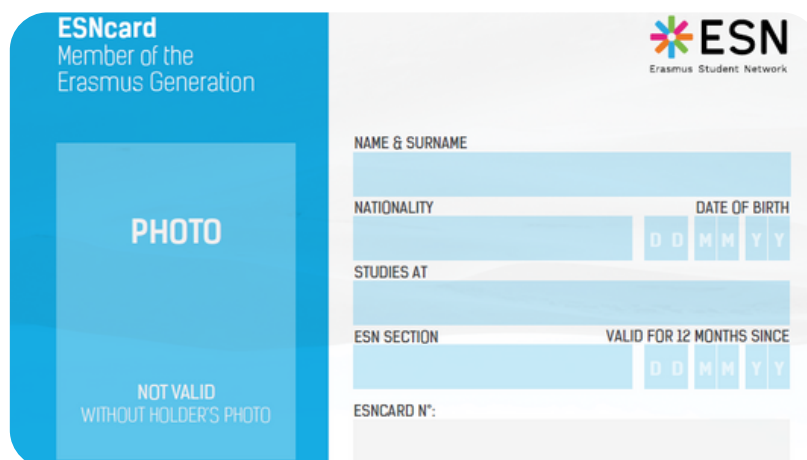 ESNcard
Member of the
Erasmus Generation
PHOTO
NOT VALID
WITHOUT HOLDER'S PHOTO
ESN
Erasmus Student Network
NAME & SURNAME
NATIONALITY DATE OF BIRTH
D D M M Y Y
STUDIES AT
ESN SECTION VALID FOR 12 MONTHS SINCE
D D M M Y Y
ESNCARD N°: